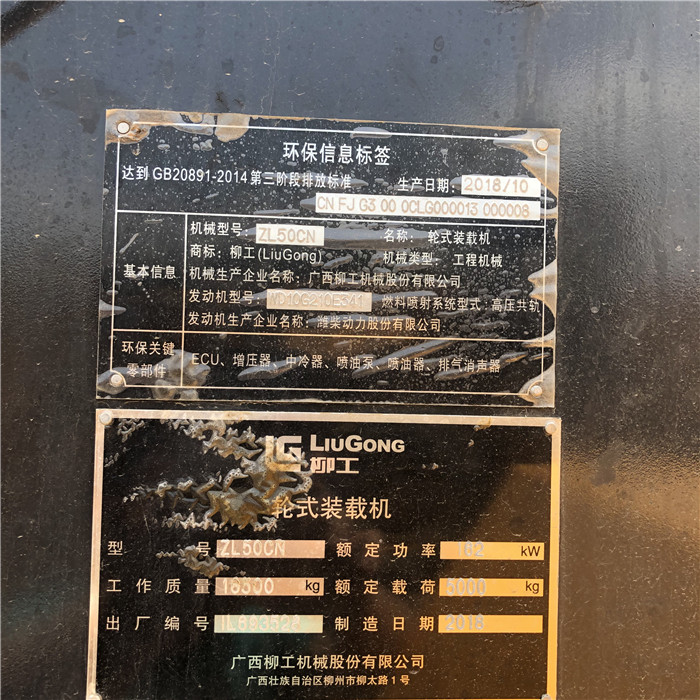 环保信息标签
达到 GB20891-2014 第三阶段排放标准 生产日期: 2018/10
CN FJ G3 00 0CLG000013 000008
基本信息
机械型号: ZL50CN 名称: 轮式装载机
商标: 柳工(LiuGong) 机械类型: 工程机械
机械生产企业名称: 广西柳工机械股份有限公司
发动机型号: 燃料喷射系统型式: 高压共轨
发动机生产企业名称: 潍柴动力股份有限公司
环保关键零部件
ECU、增压器、中冷器、喷油泵、喷油器、排气消声器
LG LIUGONG
柳工
轮式装载机
型号 ZL50CN 额定功率 162 kW
工作质量 kg 额定载荷 5000 kg
出厂编号 制造日期 2018
广西柳工机械股份有限公司
广西壮族自治区柳州市柳太路1号